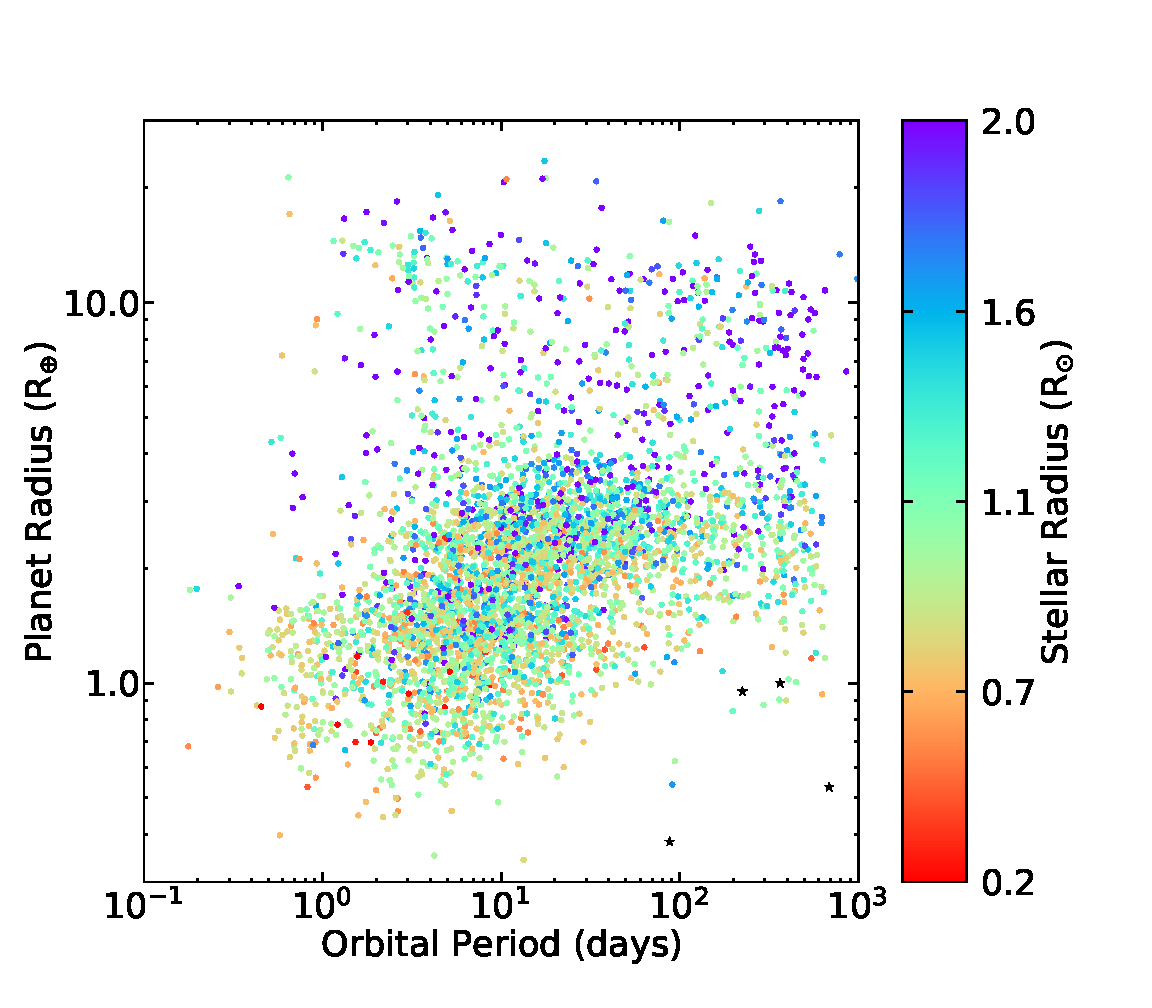 2.0
10.0
1.6
Planet Radius (R⊕)
1.1
Stellar Radius (R⊙)
1.0
0.7
0.2
10⁻¹ 10⁰ 10¹ 10² 10³
Orbital Period (days)